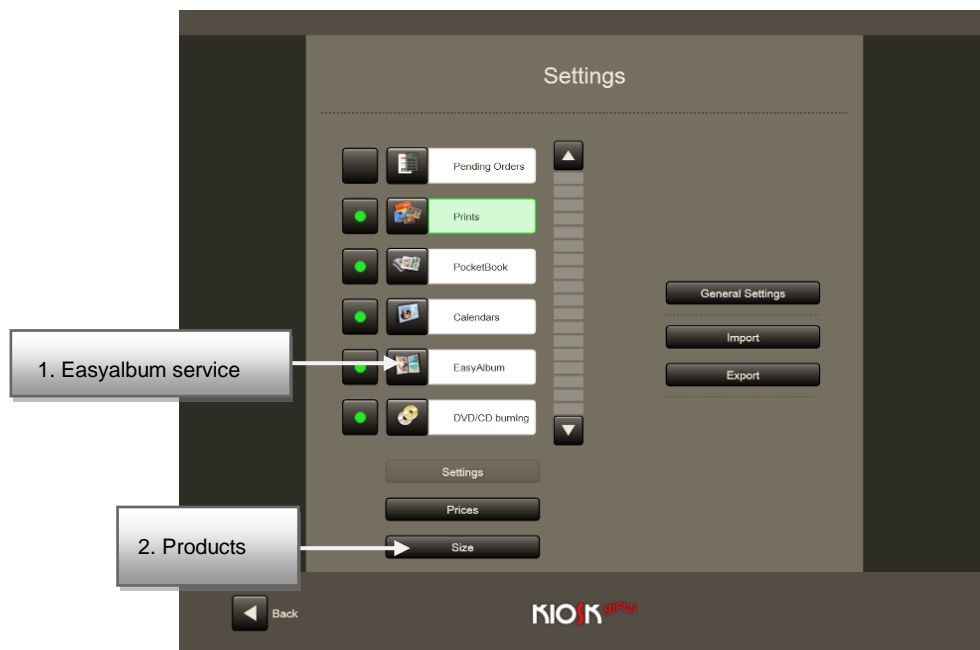 Settings
Pending Orders
Prints
PocketBook
Calendars
EasyAlbum
DVD/CD burning
General Settings
Import
Export
1. Easyalbum service
Settings
Prices
Size
2. Products
Back
KIOSK gifts